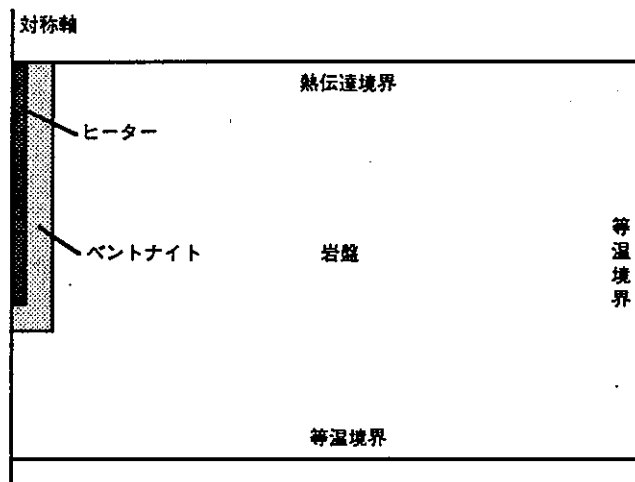 対称軸
熱伝達境界
ヒーター
ベントナイト
岩盤
等温境界
等温境界